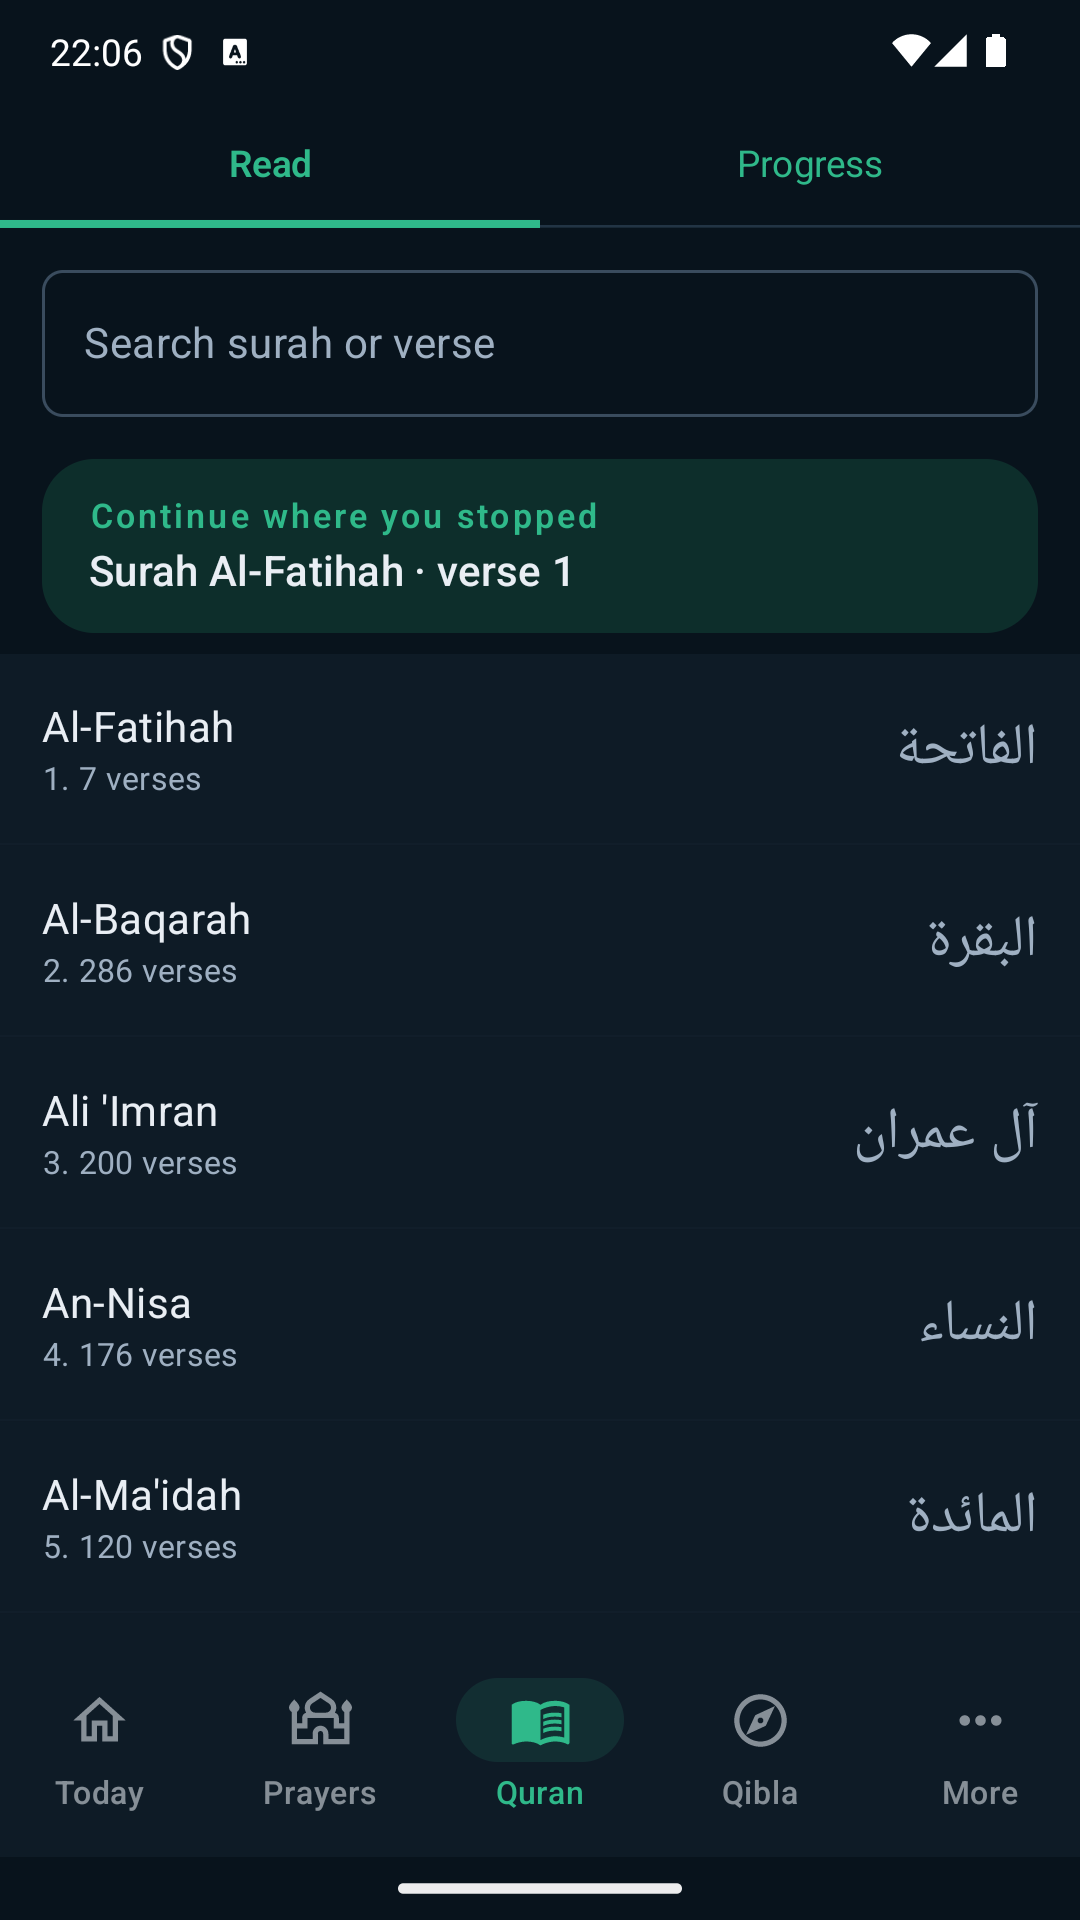 22:06
Read
Progress
Search surah or verse
Continue where you stopped
Surah Al-Fatihah · verse 1
Al-Fatihah
الفاتحة
1. 7 verses
Al-Baqarah
البقرة
2. 286 verses
Ali 'Imran
آل عمران
3. 200 verses
An-Nisa
النساء
4. 176 verses
Al-Ma'idah
المائدة
5. 120 verses
Today
Prayers
Quran
Qibla
More